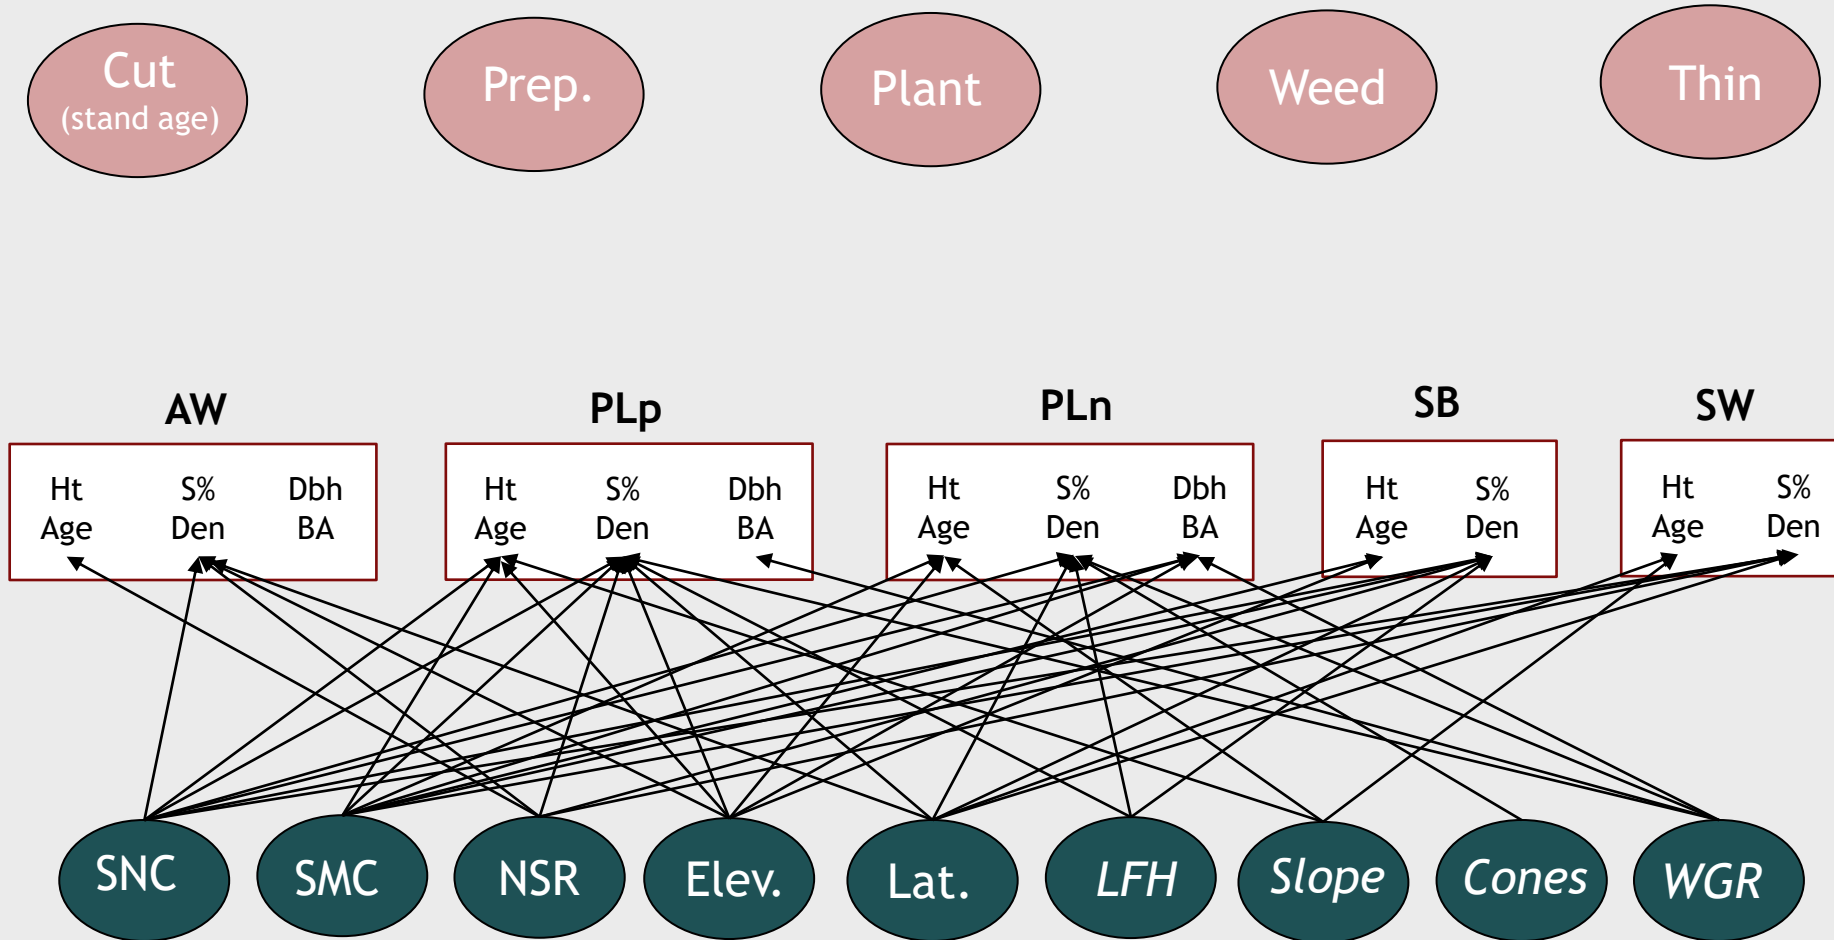 Cut
(stand age)
Prep.
Plant
Weed
Thin
AW
PLp
PLn
SB
SW
Ht S% Dbh
Age Den BA
Ht S% Dbh
Age Den BA
Ht S% Dbh
Age Den BA
Ht S%
Age Den
Ht S%
Age Den
SNC
SMC
NSR
Elev.
Lat.
LFH
Slope
Cones
WGR